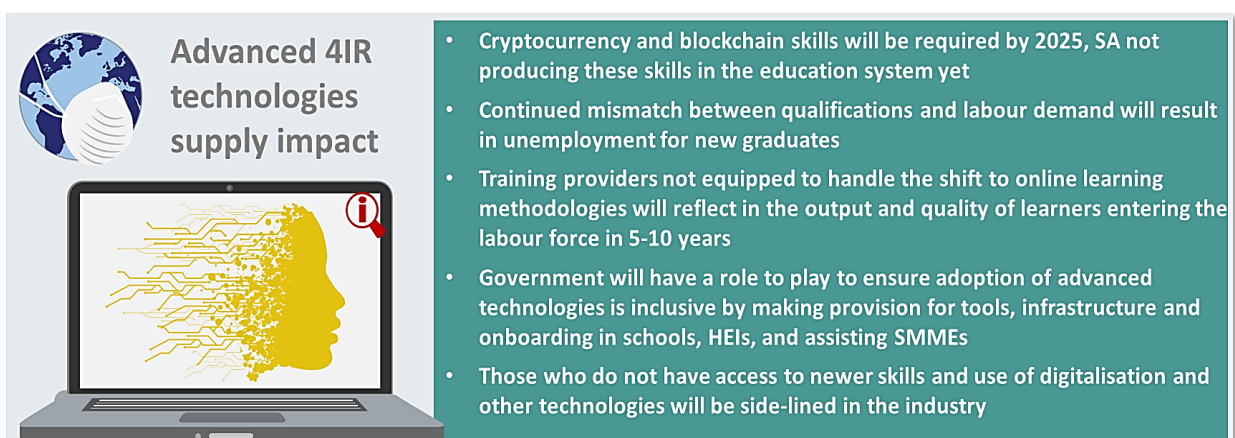 Advanced 4IR
technologies
supply impact
• Cryptocurrency and blockchain skills will be required by 2025, SA not
producing these skills in the education system yet
• Continued mismatch between qualifications and labour demand will result
in unemployment for new graduates
• Training providers not equipped to handle the shift to online learning
methodologies will reflect in the output and quality of learners entering the
labour force in 5-10 years
• Government will have a role to play to ensure adoption of advanced
technologies is inclusive by making provision for tools, infrastructure and
onboarding in schools, HEIs, and assisting SMMEs
• Those who do not have access to newer skills and use of digitalisation and
other technologies will be side-lined in the industry